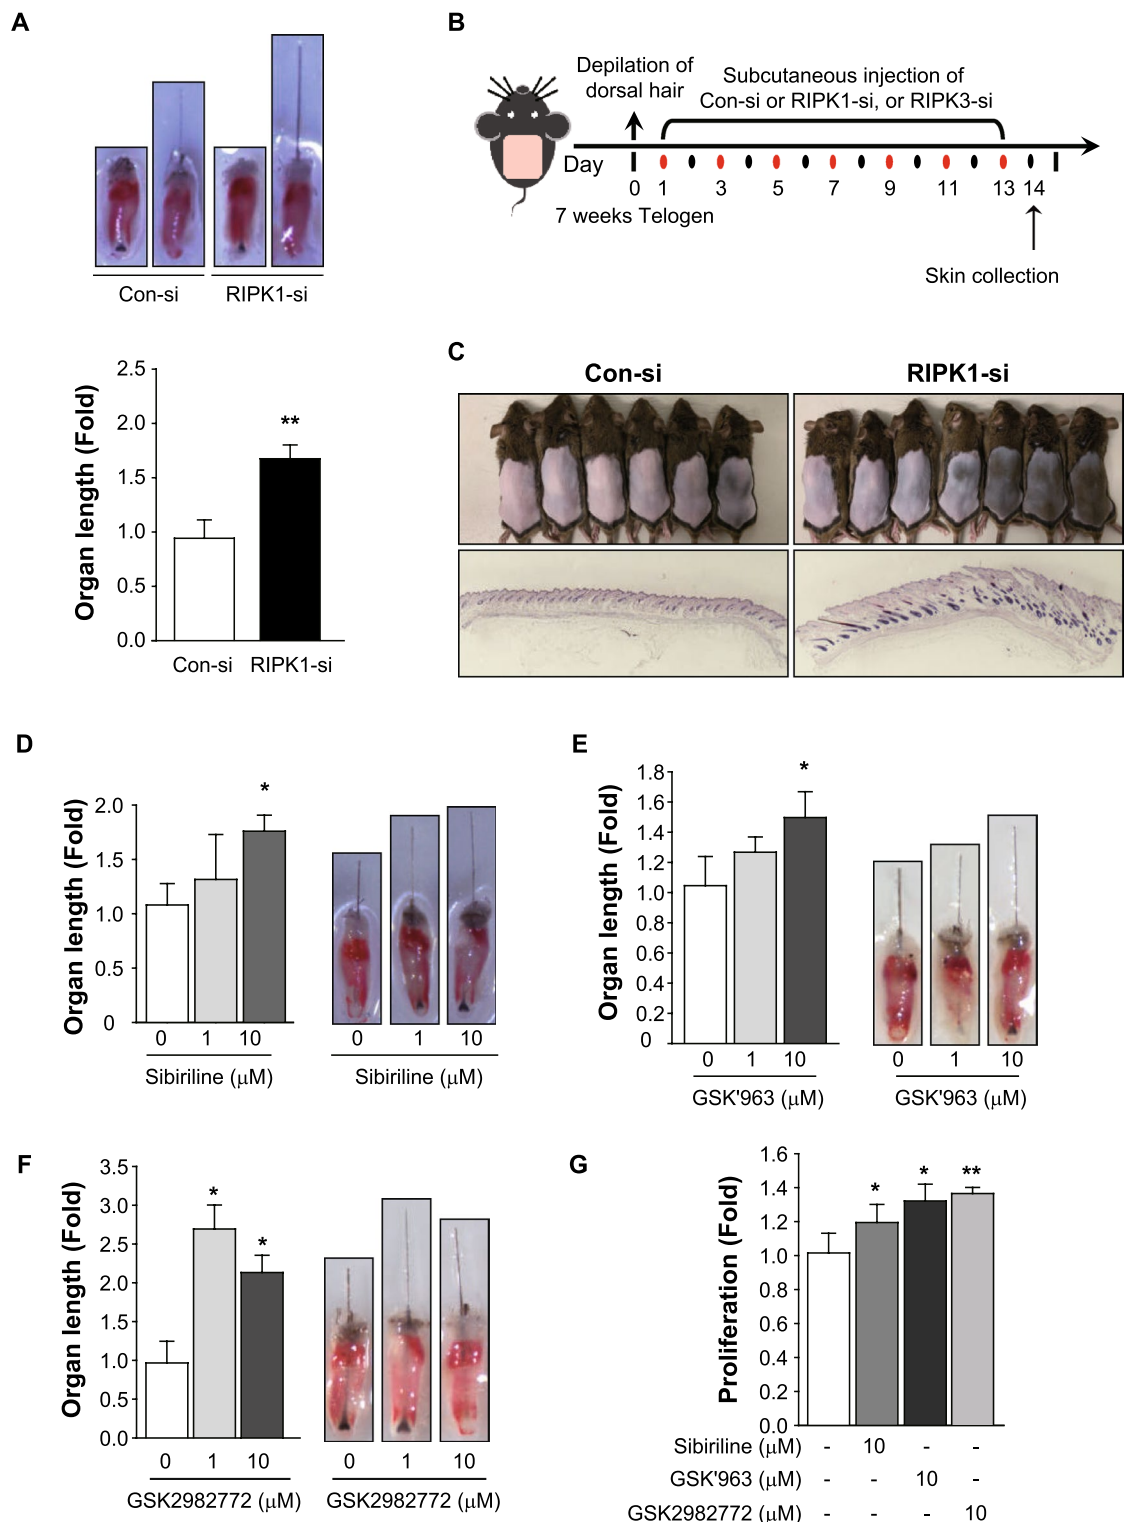 A
Con-si
RIPK1-si
Organ length (Fold)
2.5
2.0
**
1.5
1.0
0.5
0.0
Con-si
RIPK1-si
B
Depilation of
dorsal hair
Subcutaneous injection of
Con-si or RIPK1-si, or RIPK3-si
Day
0 1 3 5 7 9 11 13 14
7 weeks Telogen
Skin collection
C
Con-si
RIPK1-si
D
Organ length (Fold)
*
2.0
1.5
1.0
0.5
0
0 1 10
Sibiriline (μM)
0 1 10
Sibiriline (μM)
E
Organ length (Fold)
*
1.8
1.6
1.4
1.2
1.0
0.8
0.6
0.4
0.2
0
0 1 10
GSK'963 (μM)
0 1 10
GSK'963 (μM)
F
Organ length (Fold)
3.5
* *
3.0
2.5
2.0
1.5
1.0
0.5
0.0
0 1 10
GSK2982772 (μM)
0 1 10
GSK2982772 (μM)
G
Proliferation (Fold)
1.6
* * **
1.4
1.2
1.0
0.8
0.6
0.4
0.2
0.0
Sibiriline (μM) - 10 - -
GSK'963 (μM) - - 10 -
GSK2982772 (μM) - - - 10